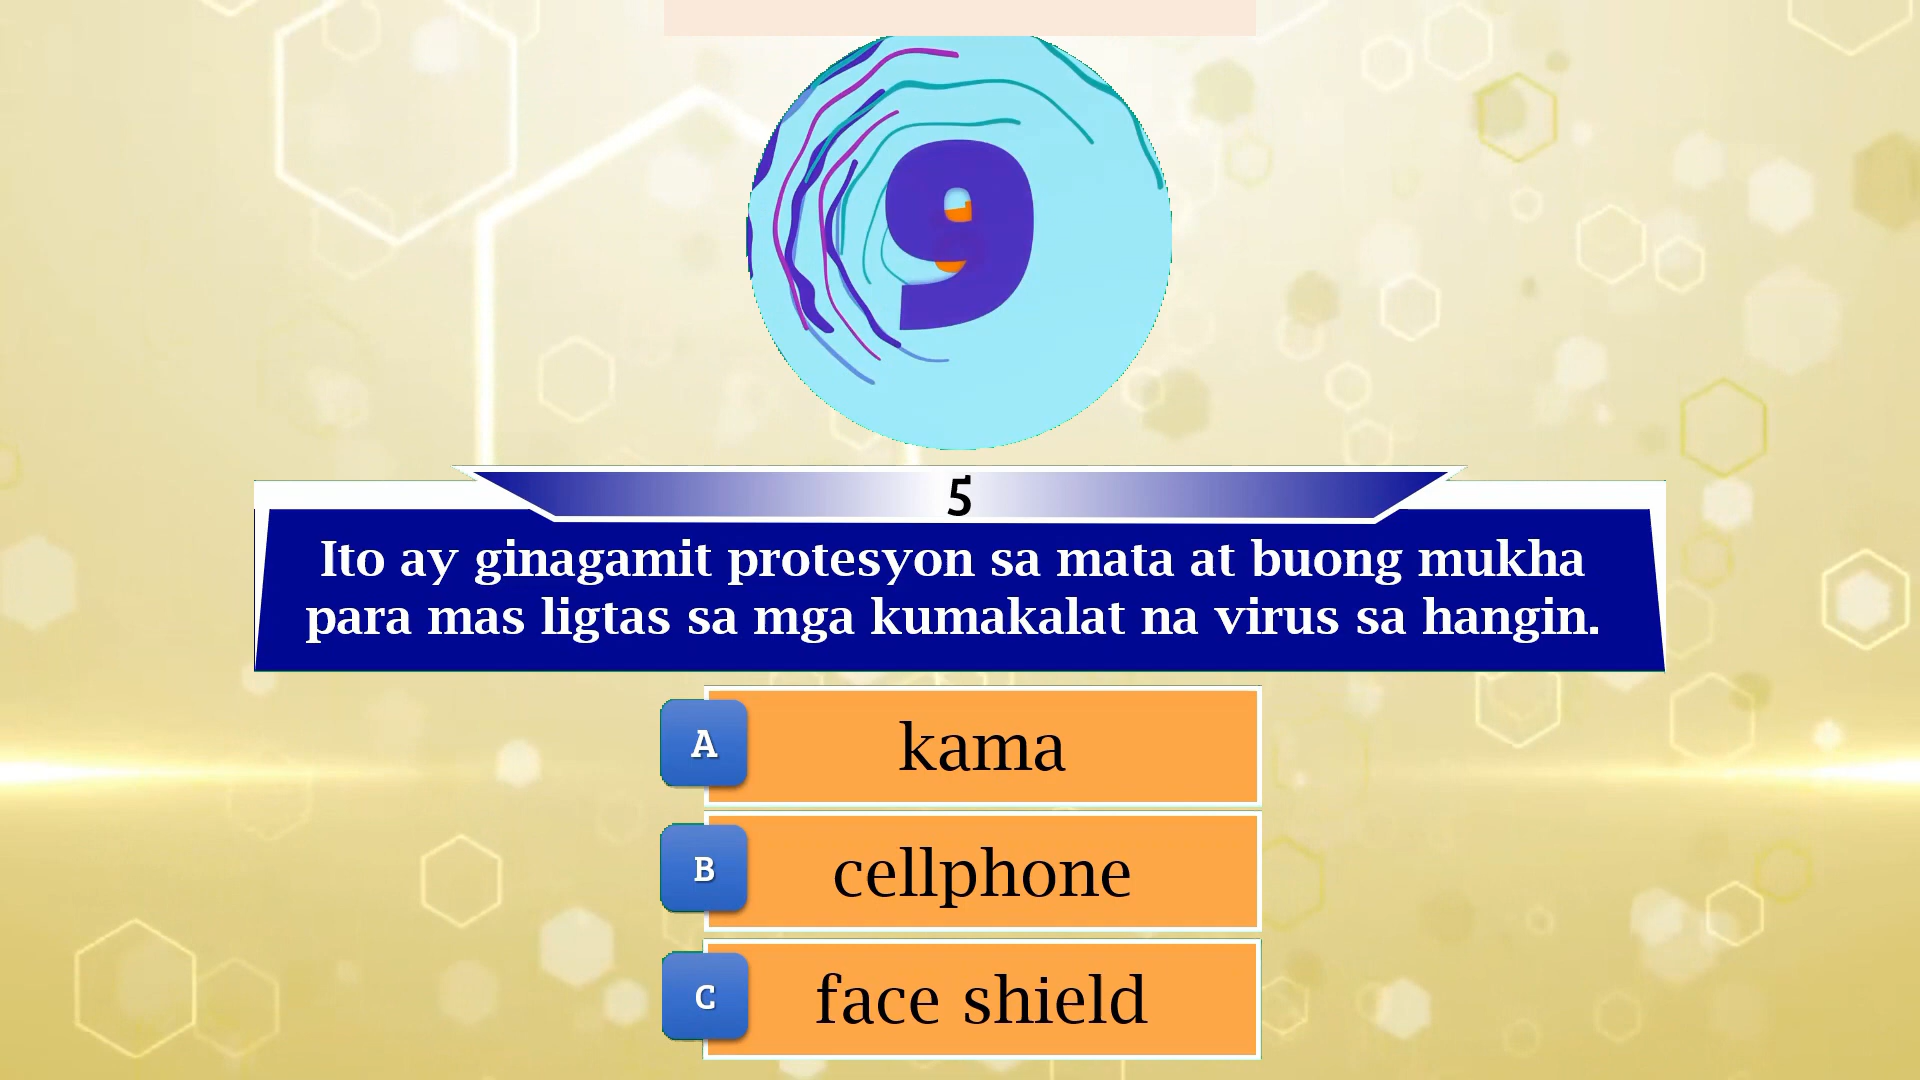 9
5
Ito ay ginagamit protesyon sa mata at buong mukha
para mas ligtas sa mga kumakalat na virus sa hangin.
A kama
B cellphone
C face shield